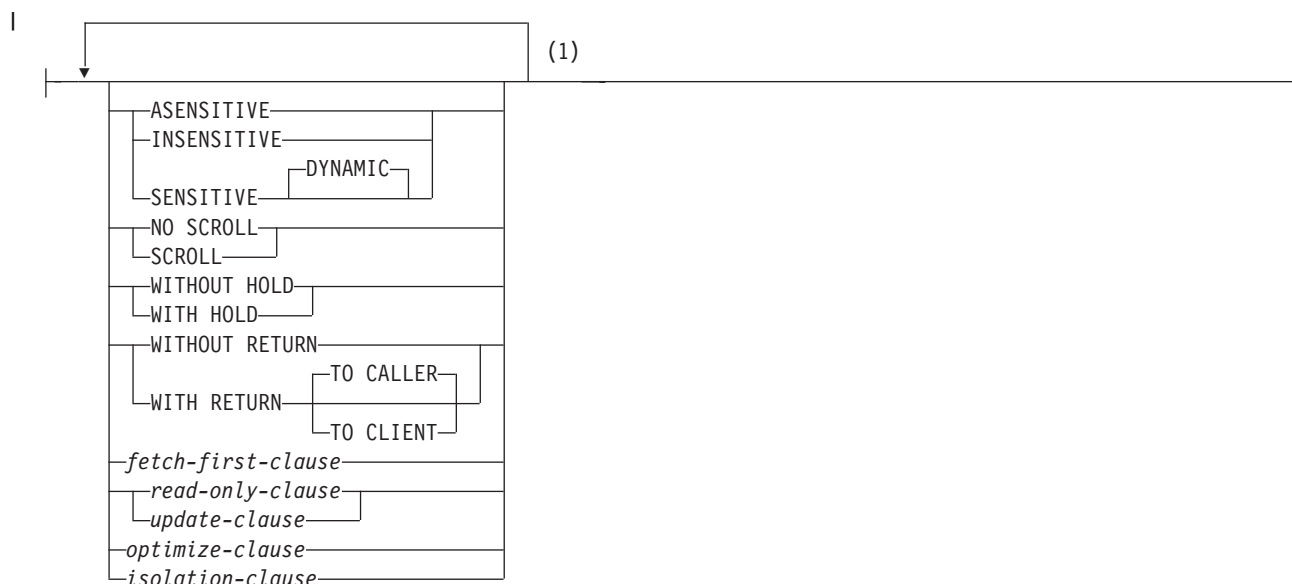 (1)
ASENSITIVE
INSENSITIVE
DYNAMIC
SENSITIVE
NO SCROLL
SCROLL
WITHOUT HOLD
WITH HOLD
WITHOUT RETURN
TO CALLER
WITH RETURN
TO CLIENT
fetch-first-clause
read-only-clause
update-clause
optimize-clause
isolation-clause